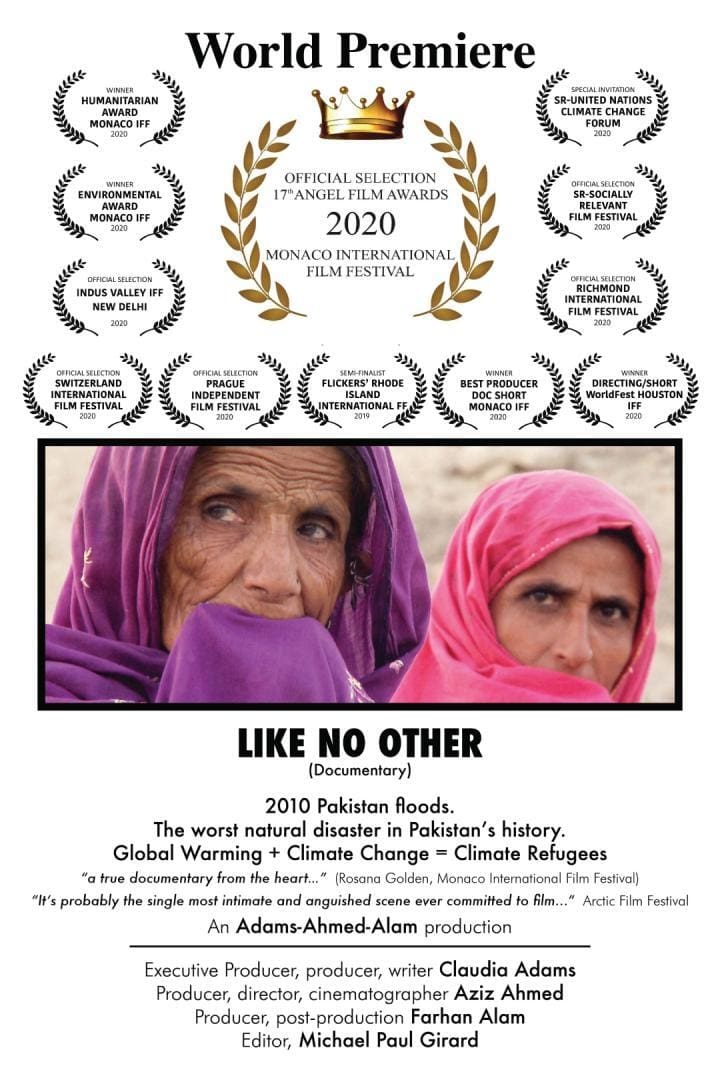 World Premiere
WINNER
HUMANITARIAN
AWARD
MONACO IFF
2020
WINNER
ENVIRONMENTAL
AWARD
MONACO IFF
2020
OFFICIAL SELECTION
INDUS VALLEY IFF
NEW DELHI
2020
OFFICIAL SELECTION
17th ANGEL FILM AWARDS
2020
MONACO INTERNATIONAL
FILM FESTIVAL
SPECIAL INVITATION
SR-UNITED NATIONS
CLIMATE CHANGE
FORUM
2020
OFFICIAL SELECTION
SR-SOCIALLY
RELEVANT
FILM FESTIVAL
2020
OFFICIAL SELECTION
RICHMOND
INTERNATIONAL
FILM FESTIVAL
2020
OFFICIAL SELECTION
SWITZERLAND
INTERNATIONAL
FILM FESTIVAL
2020
OFFICIAL SELECTION
PRAGUE
INDEPENDENT
FILM FESTIVAL
2020
SEMI-FINALIST
FLICKERS' RHODE
ISLAND
INTERNATIONAL FF
2019
WINNER
BEST PRODUCER
DOC SHORT
MONACO IFF
2020
WINNER
DIRECTING/SHORT
WorldFest HOUSTON
IFF
2020
LIKE NO OTHER
(Documentary)
2010 Pakistan floods.
The worst natural disaster in Pakistan's history.
Global Warming + Climate Change = Climate Refugees
"a true documentary from the heart..." (Rosana Golden, Monaco International Film Festival)
"It's probably the single most intimate and anguished scene ever committed to film..." Arctic Film Festival
An Adams-Ahmed-Alam production
Executive Producer, producer, writer Claudia Adams
Producer, director, cinematographer Aziz Ahmed
Producer, post-production Farhan Alam
Editor, Michael Paul Girard